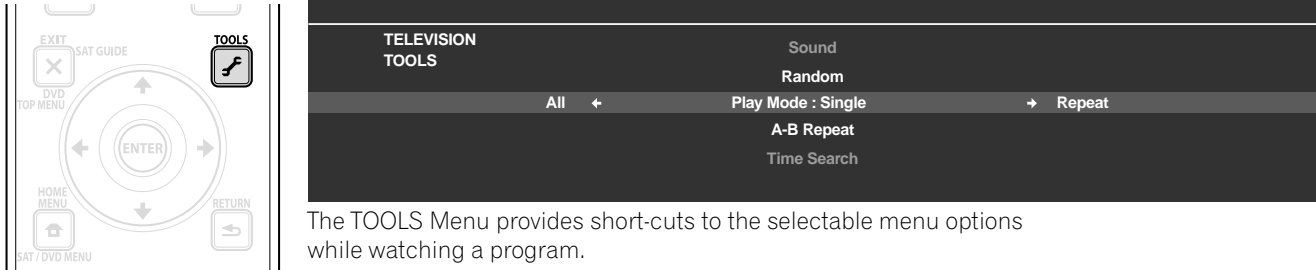 EXIT
SAT GUIDE
TOOLS
DVD
TOP MENU
ENTER
HOME
MENU
RETURN
SAT / DVD MENU
TELEVISION
TOOLS
Sound
Random
All Play Mode : Single Repeat
A-B Repeat
Time Search
The TOOLS Menu provides short-cuts to the selectable menu options
while watching a program.